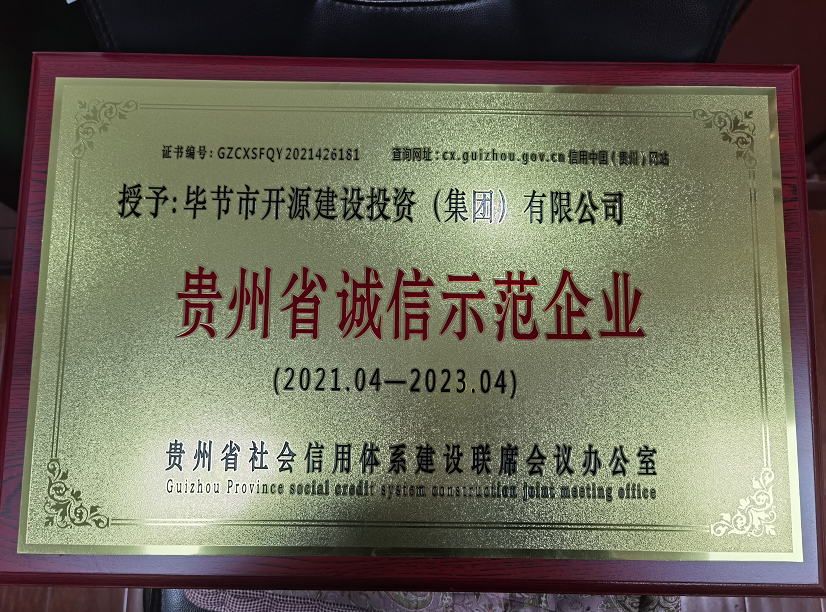 证书编号:GZCXSFQY2021426181 查询网址:cx.guizhou.gov.cn信用中国(贵州)网站
授予:毕节市开源建设投资(集团)有限公司
贵州省诚信示范企业
(2021.04—2023.04)
贵州省社会信用体系建设联席会议办公室
Guizhou Province social credit system construction joint meeting office